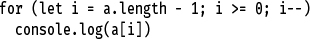 for (let i = a.length - 1; i >= 0; i--)
  console.log(a[i])